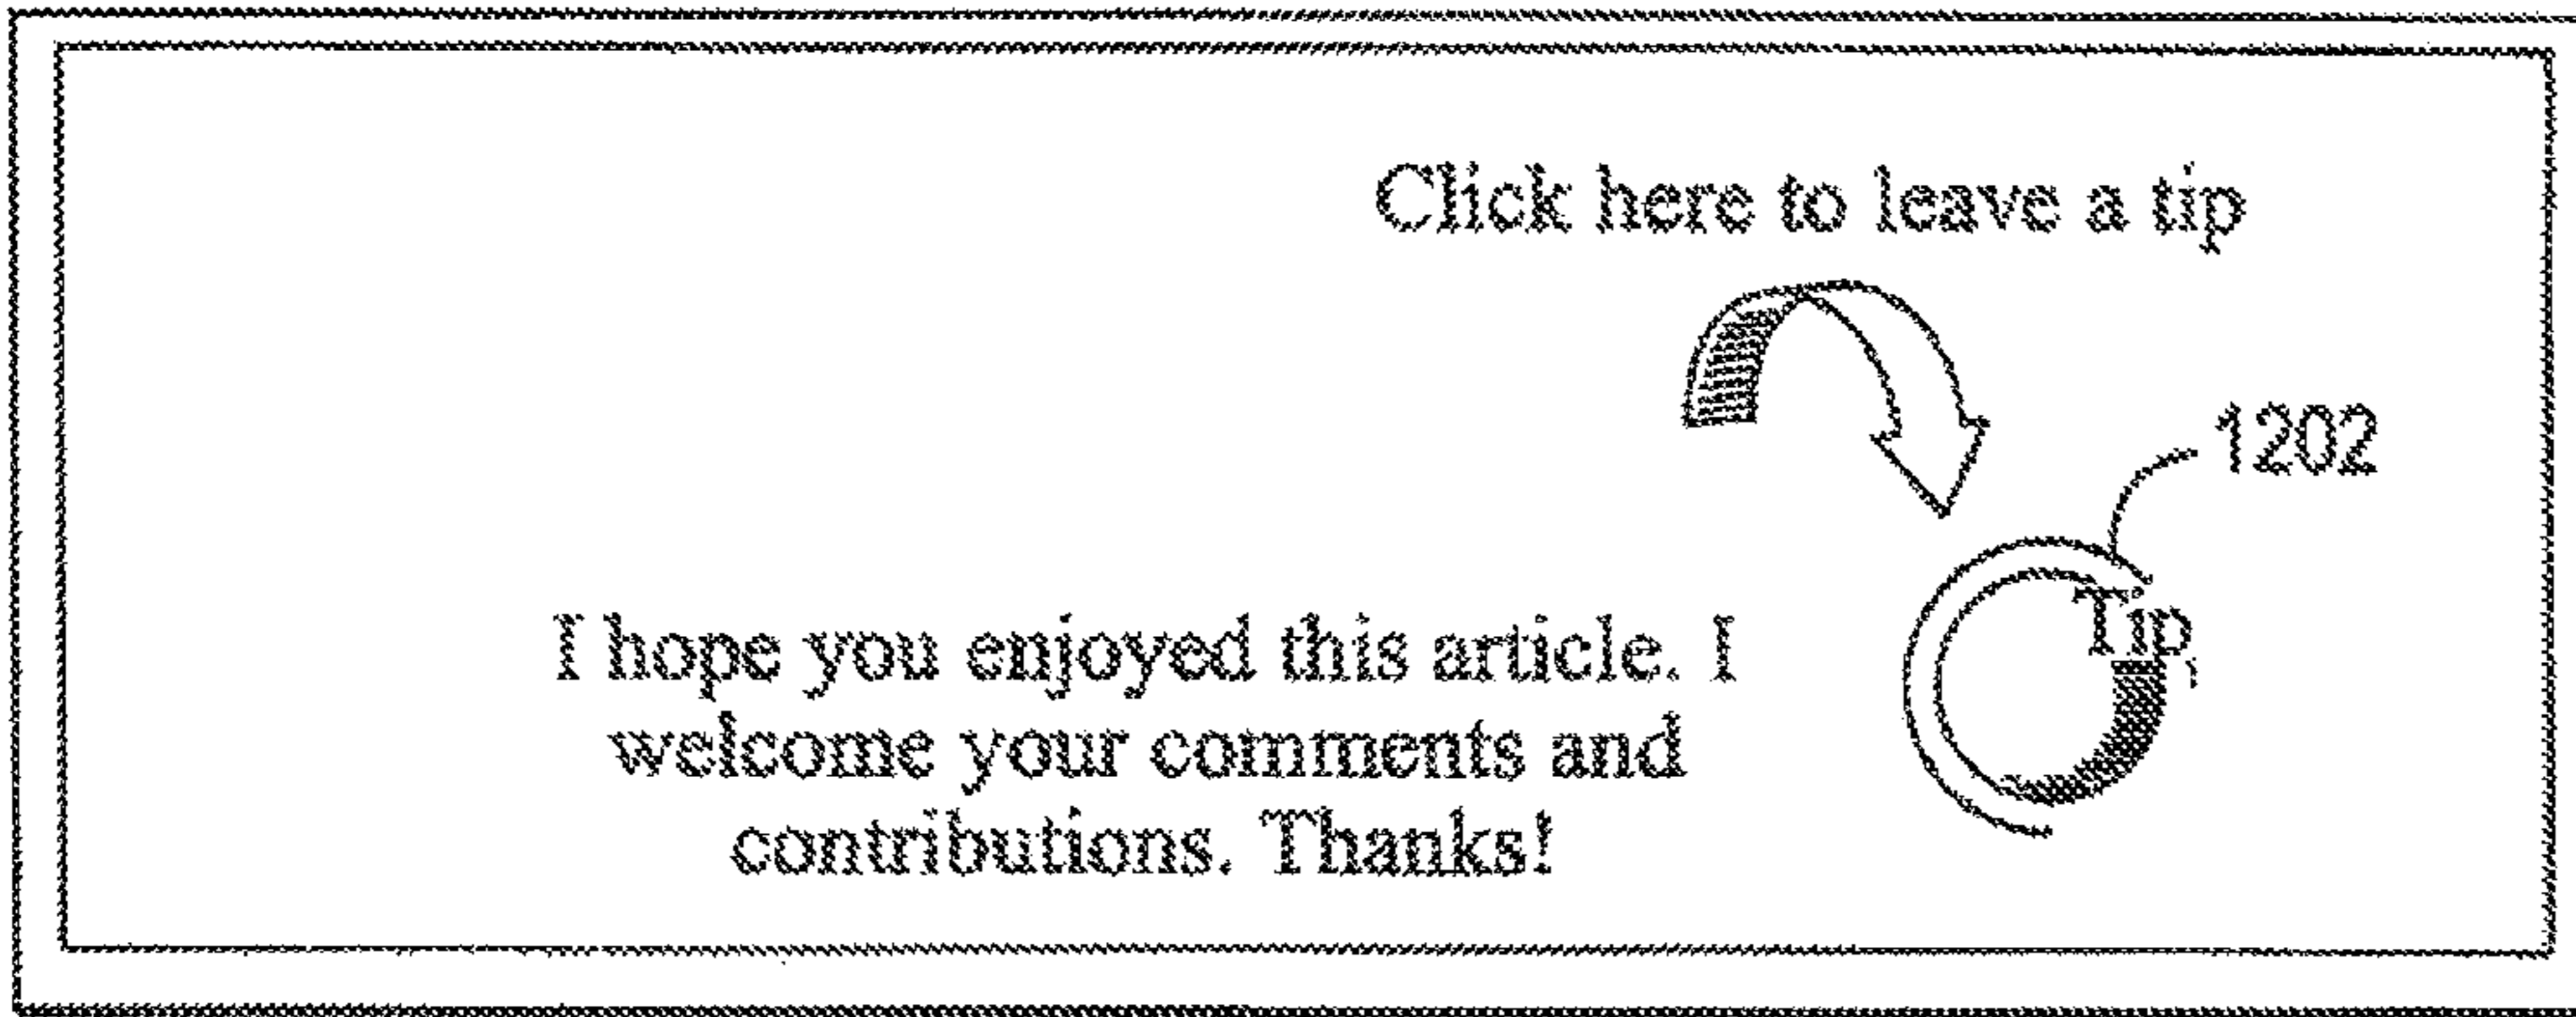 Click here to leave a tip
1202
Tip
I hope you enjoyed this article. I
welcome your comments and
contributions. Thanks!